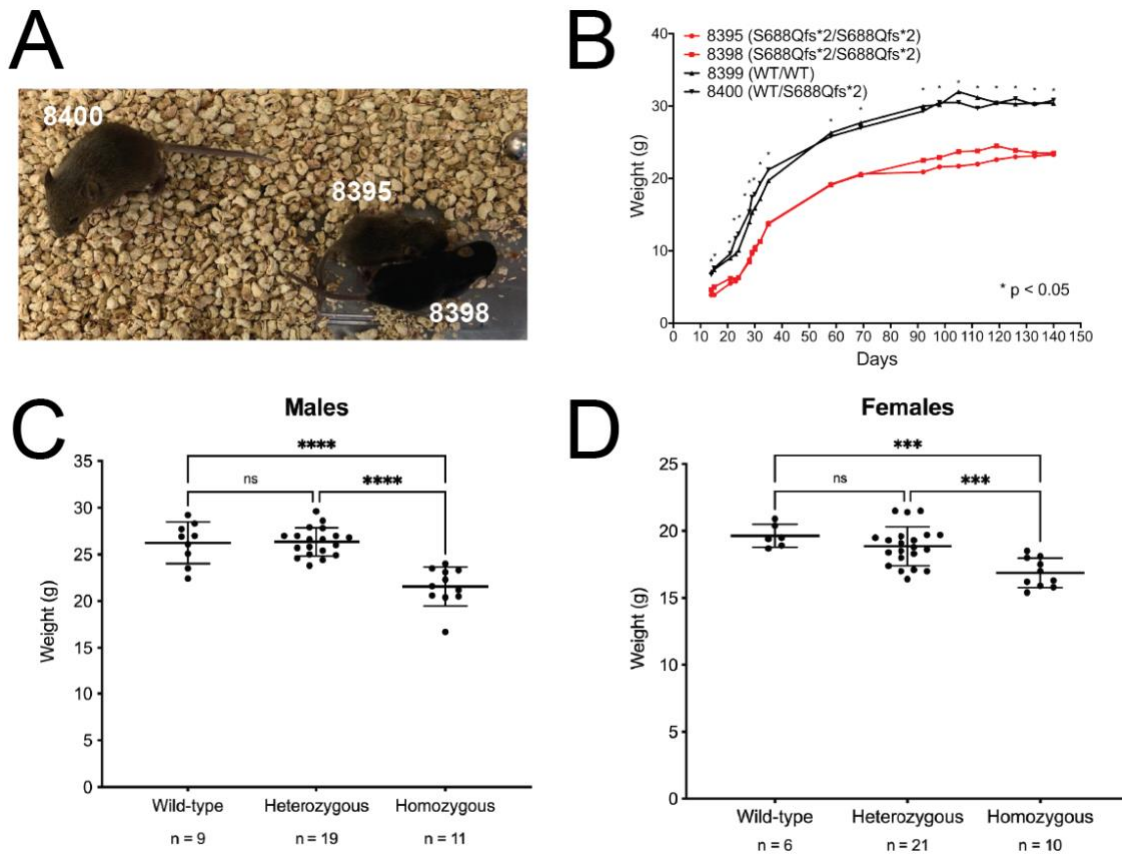 A
8400
8395
8398
B
8395 (S688Qfs*2/S688Qfs*2)
8398 (S688Qfs*2/S688Qfs*2)
8399 (WT/WT)
8400 (WT/S688Qfs*2)
Weight (g)
40
30
20
10
0
* p < 0.05
10 20 30 40 50 60 70 80 90 100 110 120 130 140 150
Days
C
Males
****
ns
****
Weight (g)
35
30
25
20
15
10
5
0
Wild-type Heterozygous Homozygous
n = 9 n = 19 n = 11
D
Females
***
ns
***
Weight (g)
25
20
15
10
5
0
Wild-type Heterozygous Homozygous
n = 6 n = 21 n = 10